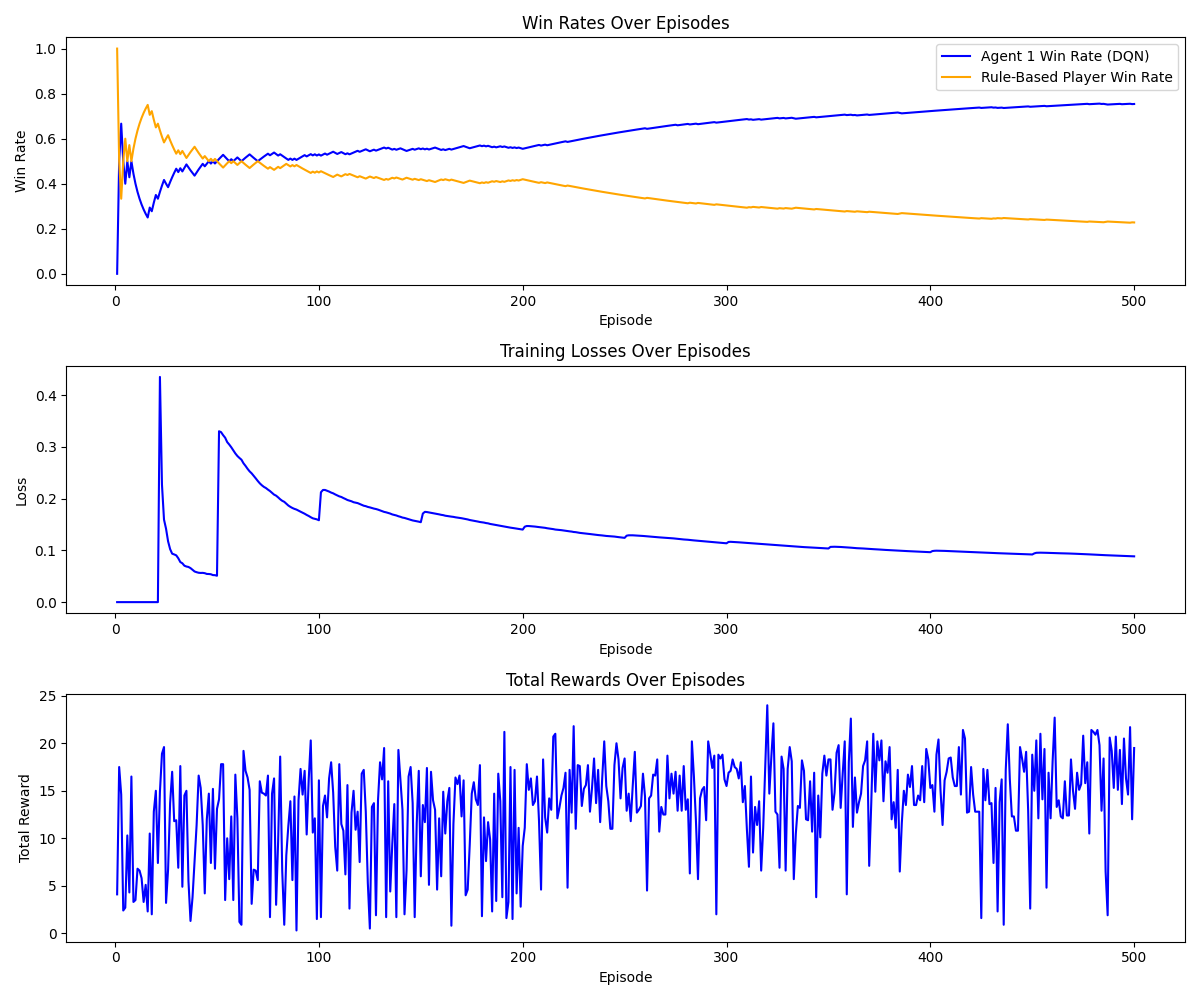 Win Rates Over Episodes
Win Rate
1.0
0.8
0.6
0.4
0.2
0.0
Agent 1 Win Rate (DQN)
Rule-Based Player Win Rate
0 100 200 300 400 500
Episode
Training Losses Over Episodes
Loss
0.4
0.3
0.2
0.1
0.0
0 100 200 300 400 500
Episode
Total Rewards Over Episodes
Total Reward
25
20
15
10
5
0
0 100 200 300 400 500
Episode